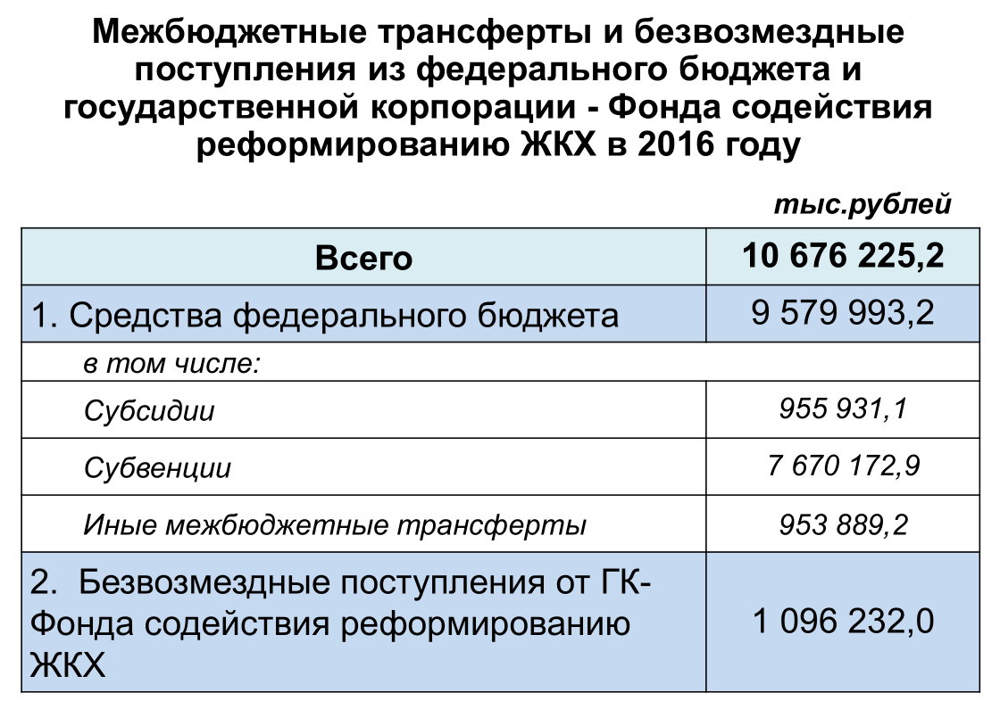 Межбюджетные трансферты и безвозмездные
поступления из федерального бюджета и
государственной корпорации - Фонда содействия
реформированию ЖКХ в 2016 году
тыс.рублей
Всего 10 676 225,2
1. Средства федерального бюджета 9 579 993,2
в том числе:
Субсидии 955 931,1
Субвенции 7 670 172,9
Иные межбюджетные трансферты 953 889,2
2. Безвозмездные поступления от ГК-
Фонда содействия реформированию
ЖКХ
1 096 232,0